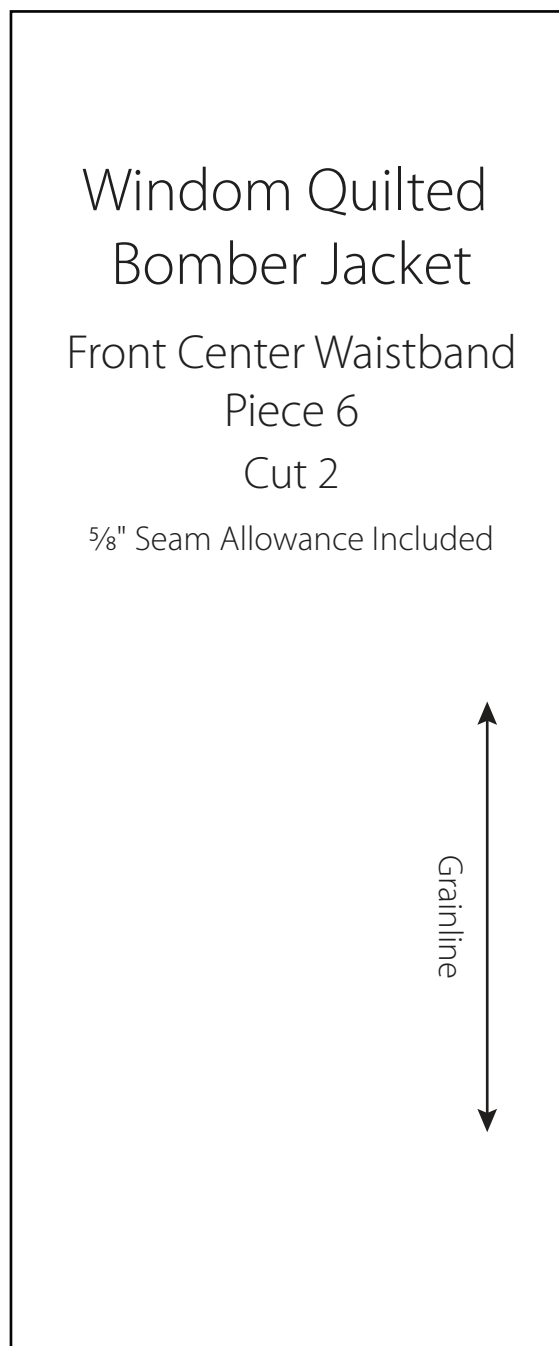 Windom Quilted
Bomber Jacket
Front Center Waistband
Piece 6
Cut 2
⅝" Seam Allowance Included
Grainline